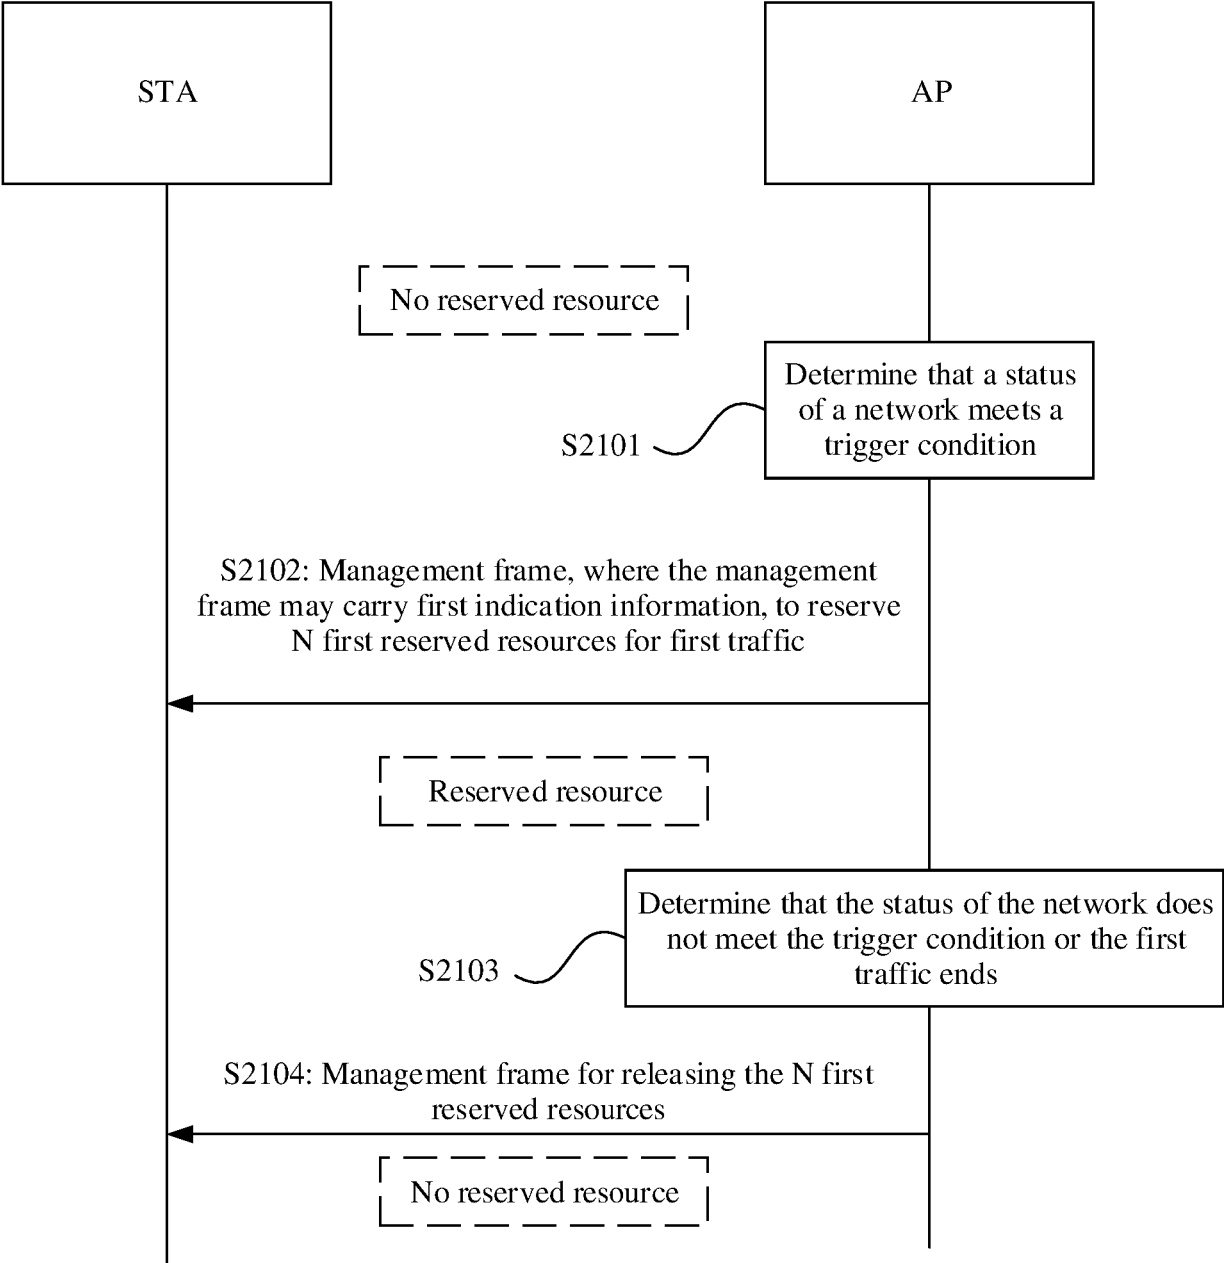 STA
AP
No reserved resource
Determine that a status
of a network meets a
trigger condition
S2101
S2102: Management frame, where the management
frame may carry first indication information, to reserve
N first reserved resources for first traffic
Reserved resource
Determine that the status of the network does
not meet the trigger condition or the first
traffic ends
S2103
S2104: Management frame for releasing the N first
reserved resources
No reserved resource